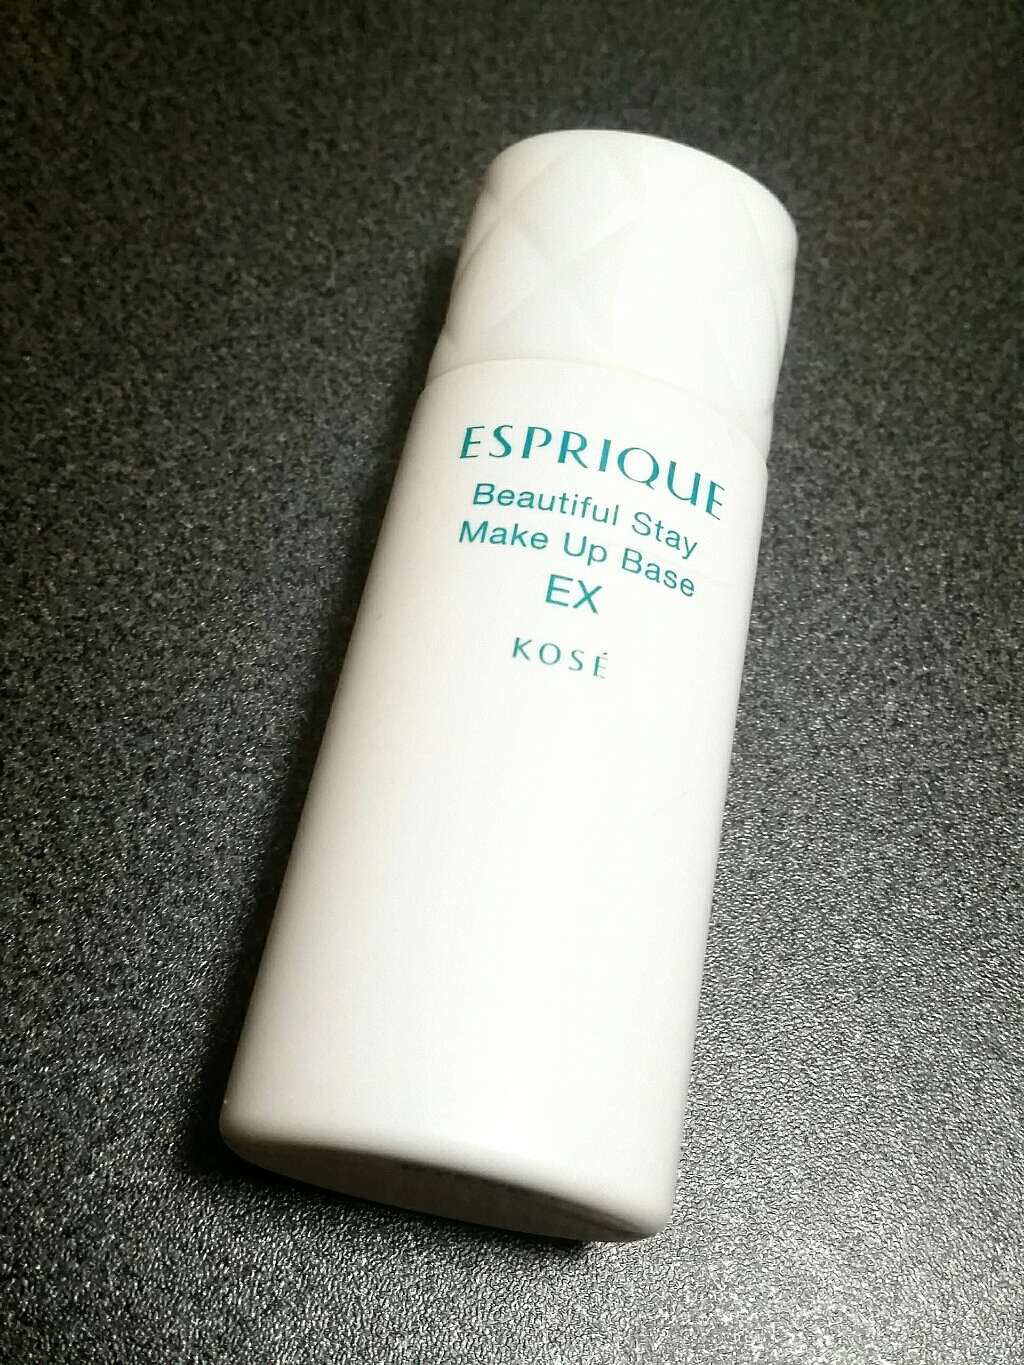 ESPRIQUE
Beautiful Stay
Make Up Base
EX
KOSÉ